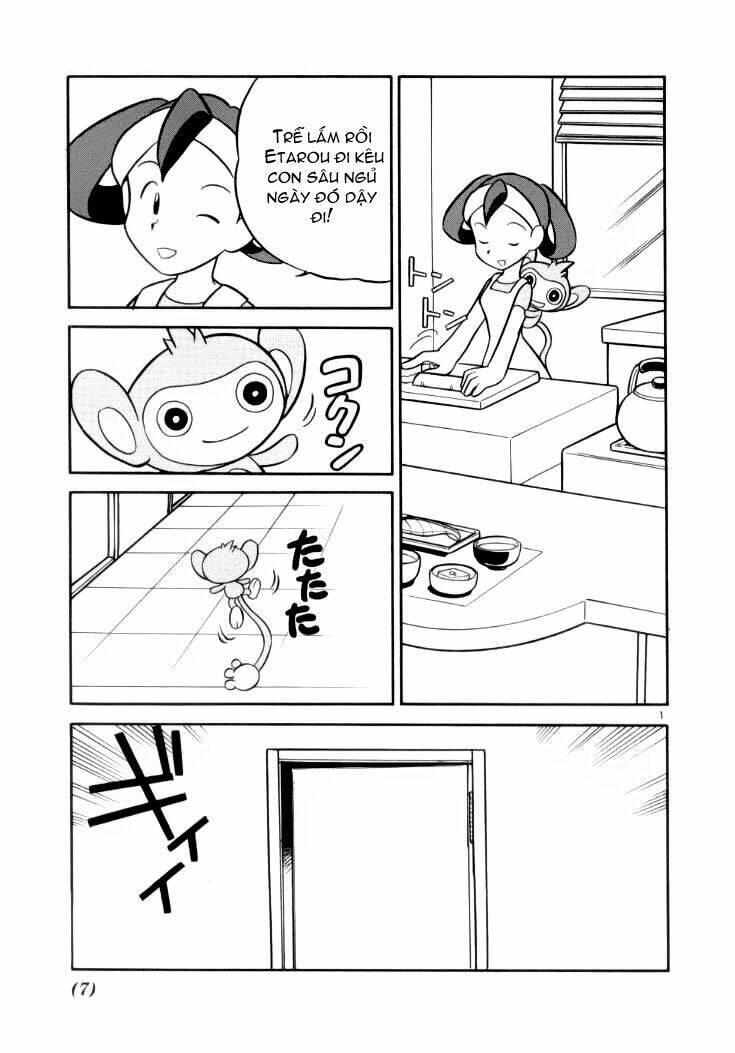 トン
トン
Trễ lắm rồi
Etarou đi kêu
con sâu ngủ
ngày đó dậy
đi!
コクン
たたた
1
ギイィ
(7)